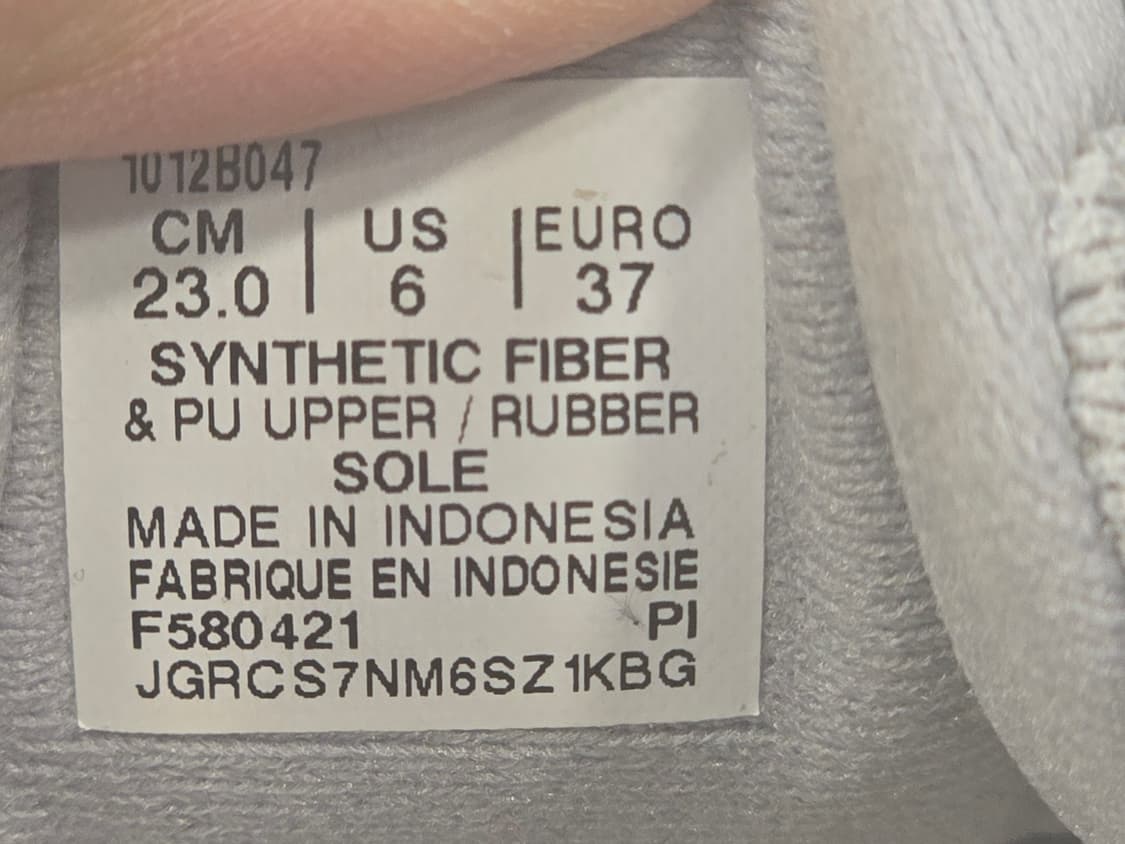 1012B047
CM | US | EURO
23.0 | 6 | 37
SYNTHETIC FIBER
& PU UPPER / RUBBER
SOLE
MADE IN INDONESIA
FABRIQUE EN INDONESIE
F580421 PI
JGRCS7NM6SZ1KBG